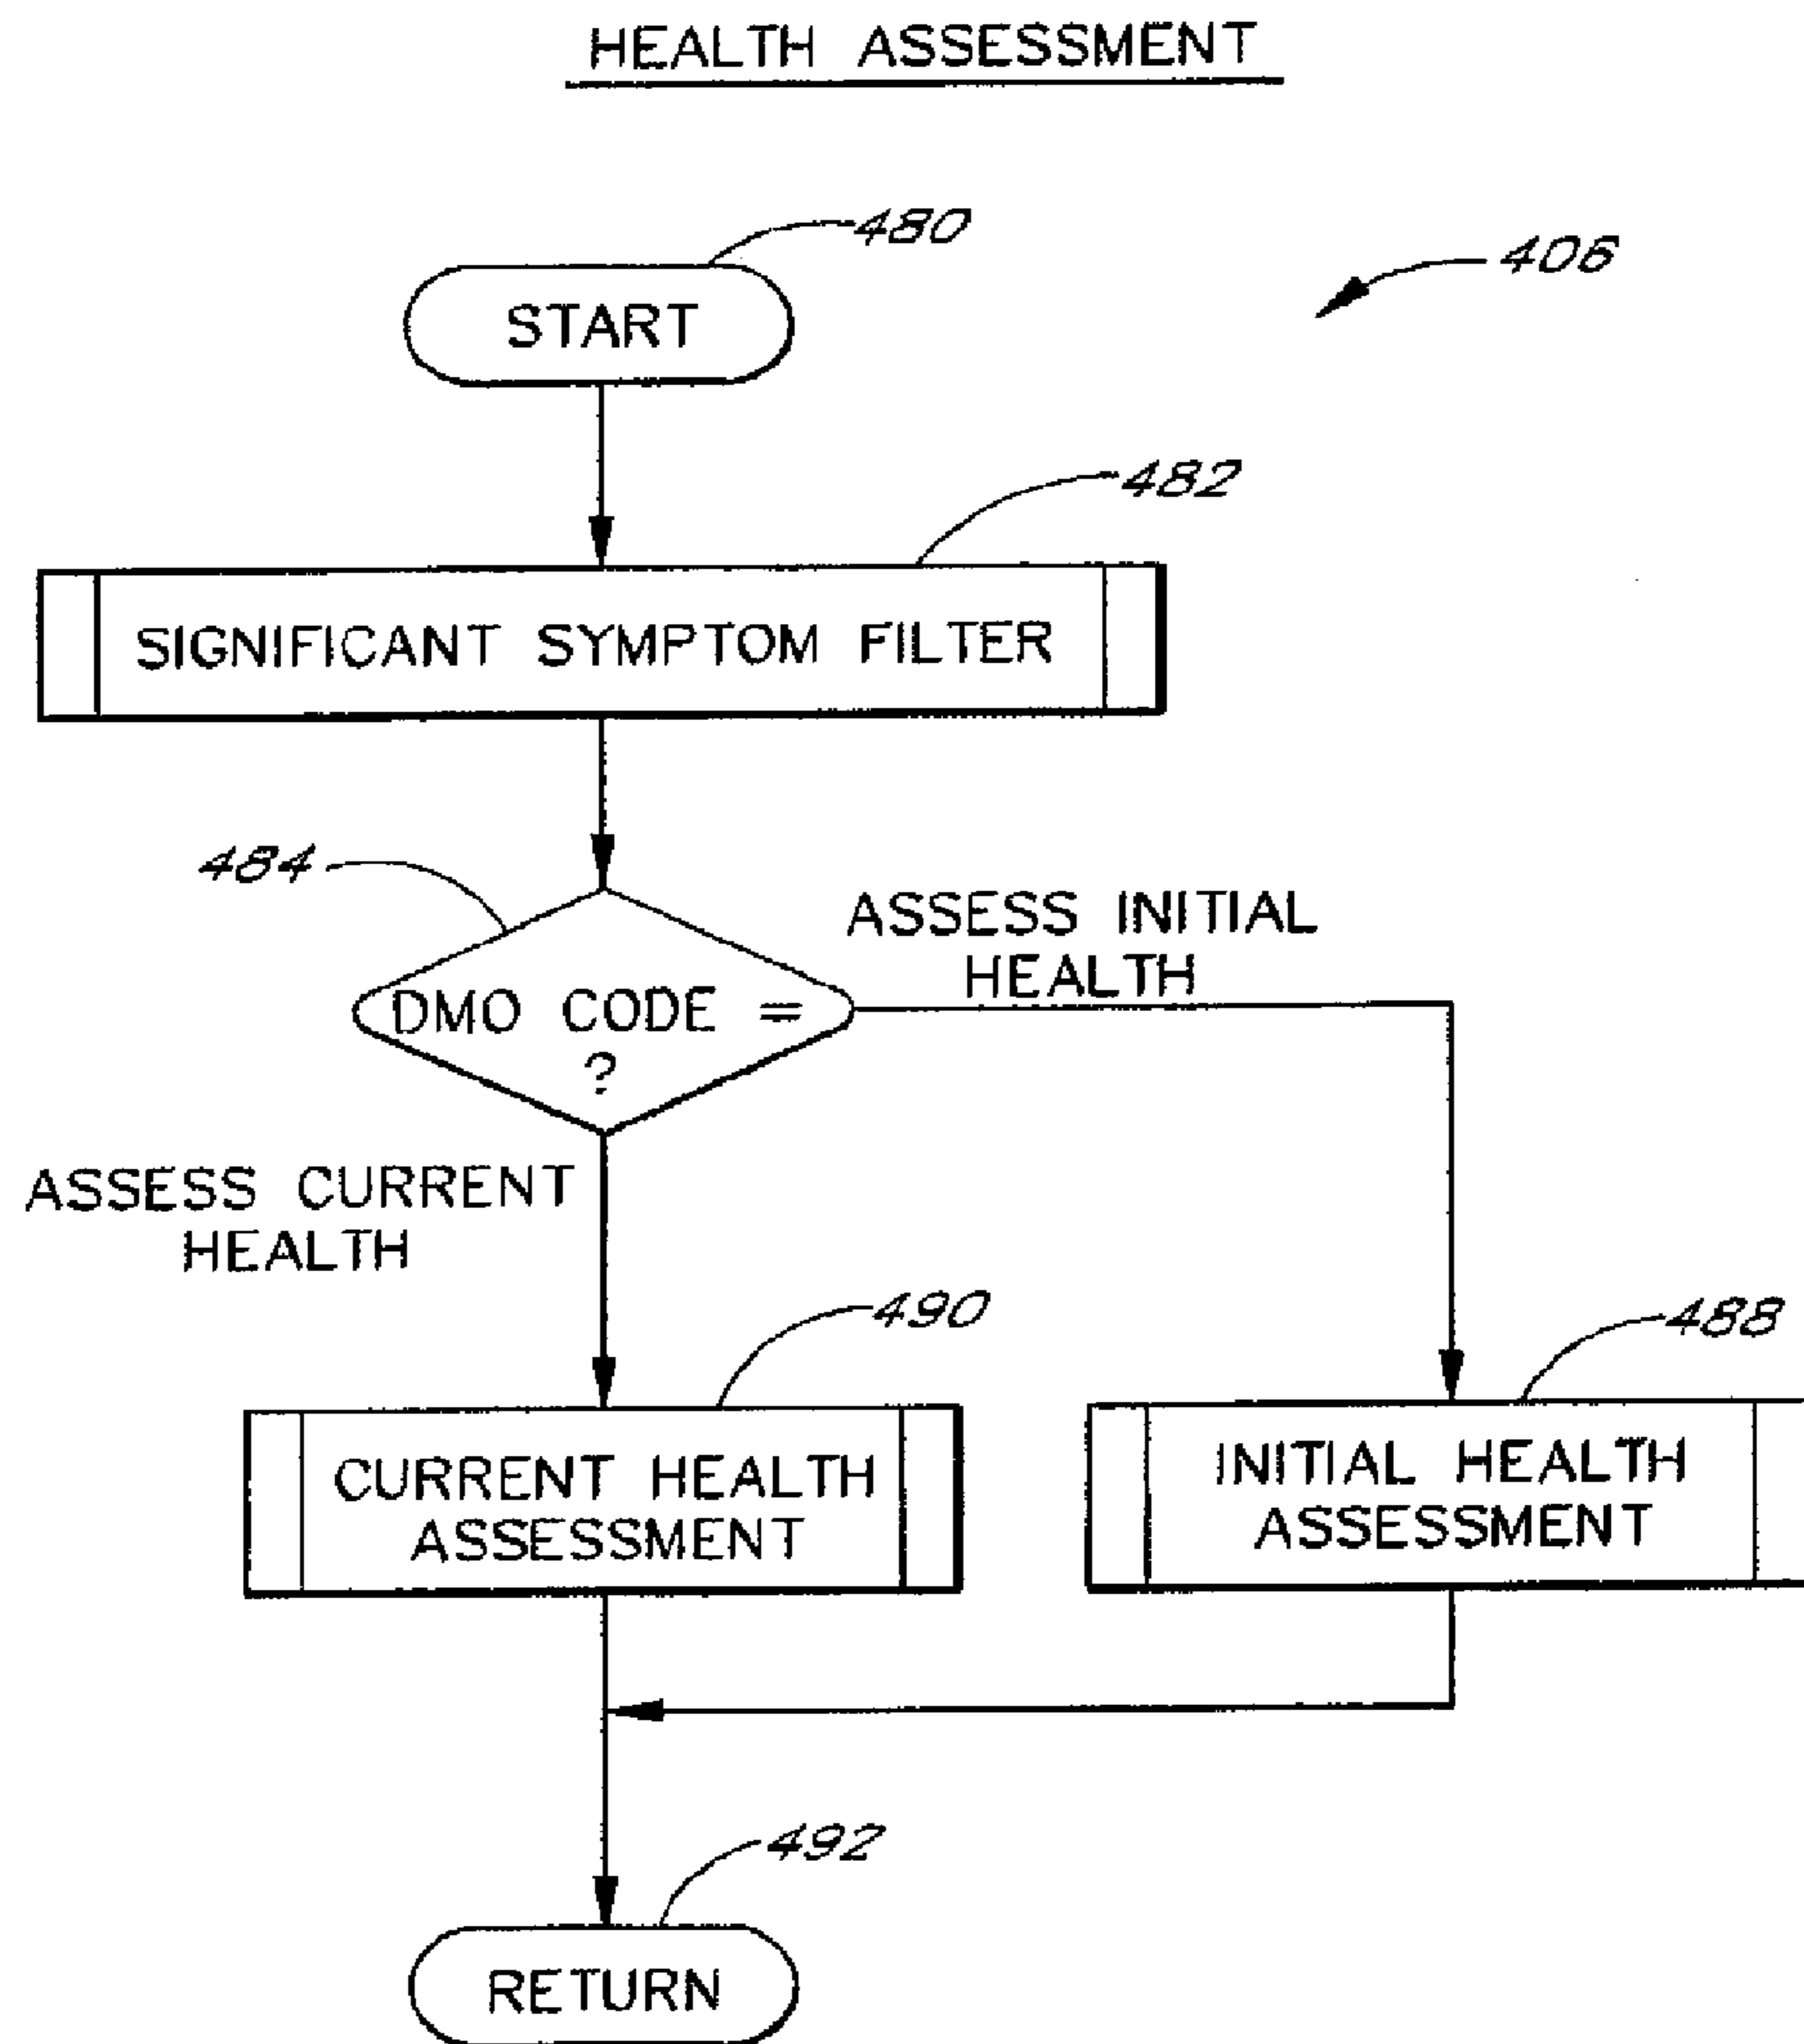 HEALTH ASSESSMENT
480
406
START
482
SIGNIFICANT SYMPTOM FILTER
484
ASSESS INITIAL
HEALTH
DMO CODE =
?
ASSESS CURRENT
HEALTH
490
488
CURRENT HEALTH
ASSESSMENT
INITIAL HEALTH
ASSESSMENT
492
RETURN